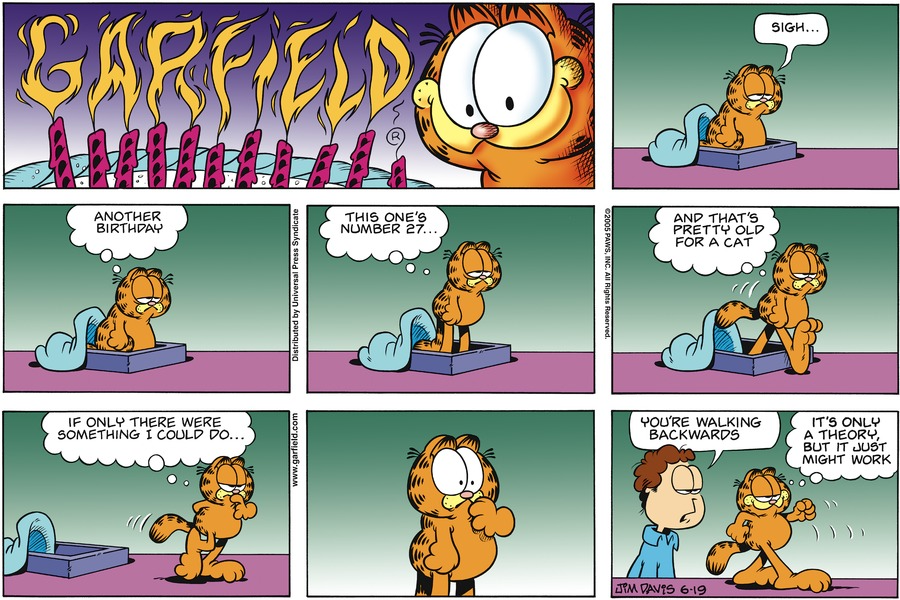 GARFIELD
®
SIGH...
ANOTHER
BIRTHDAY
Distributed by Universal Press Syndicate
THIS ONE'S
NUMBER 27...
©2005 PAWS, INC. All Rights Reserved.
AND THAT'S
PRETTY OLD
FOR A CAT
IF ONLY THERE WERE
SOMETHING I COULD DO...
www.garfield.com
YOU'RE WALKING
BACKWARDS
IT'S ONLY
A THEORY,
BUT IT JUST
MIGHT WORK
JIM DAVIS 6-19